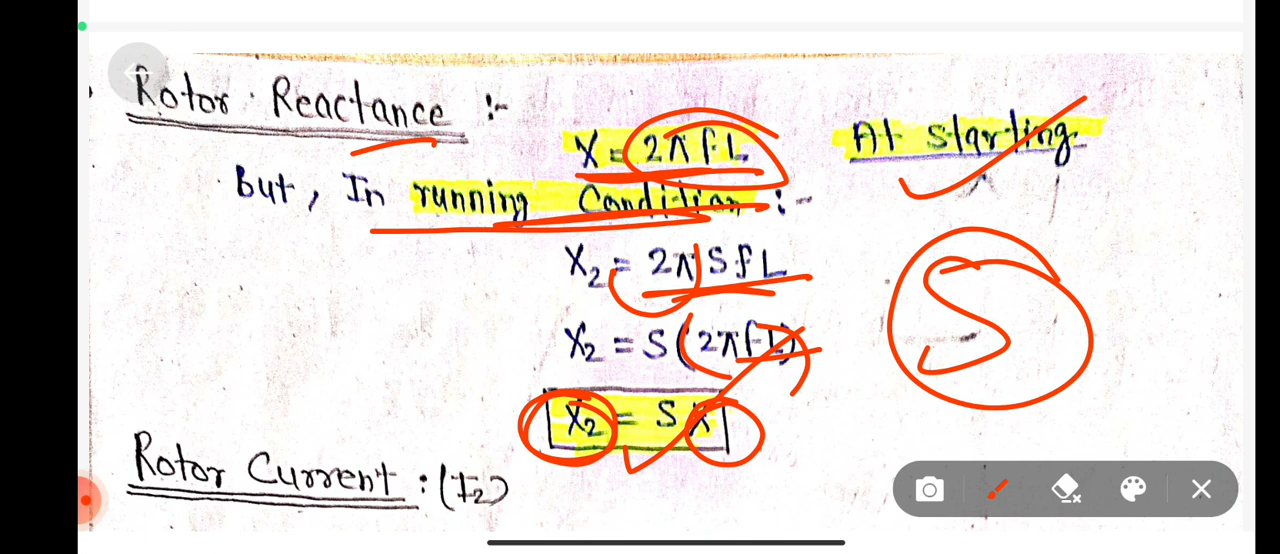 Rotor Reactance :-
X = 2πfL At starting.
But, In running Condition :-
X₂ = 2πSfL
X₂ = S(2πfL)
X₂ = SX
S
Rotor Current : (I₂)